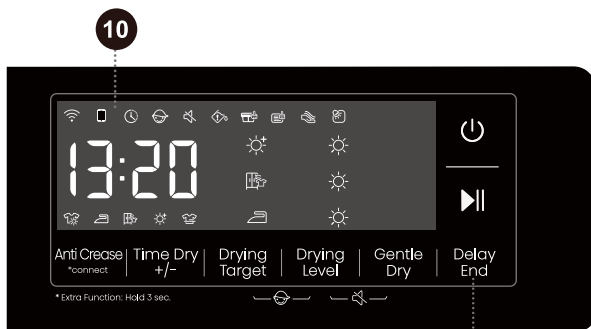 10
13:20
Anti Crease
*connect
Time Dry
+/-
Drying
Target
Drying
Level
Gentle
Dry
Delay
End
*Extra Function: Hold 3 sec.